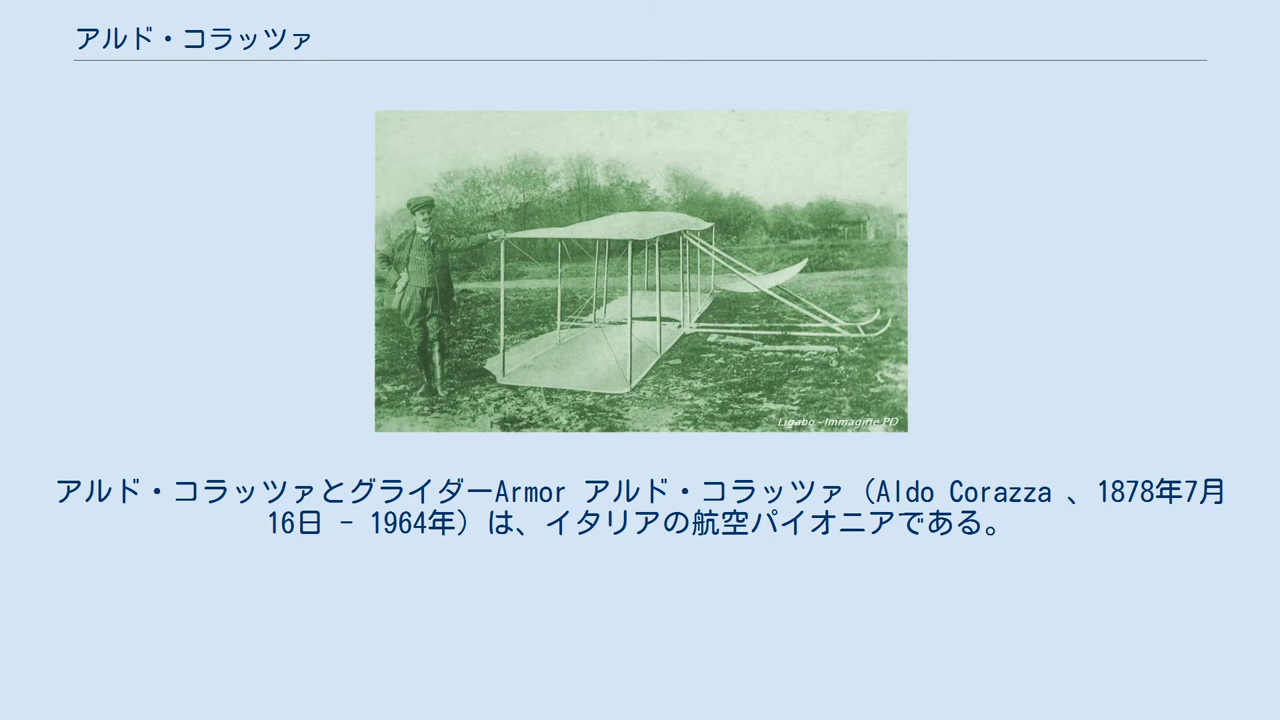 アルド・コラッツァ
Ligabo - Immagine PD
アルド・コラッツァとグライダーArmor アルド・コラッツァ（Aldo Corazza 、1878年7月
16日 - 1964年）は、イタリアの航空パイオニアである。